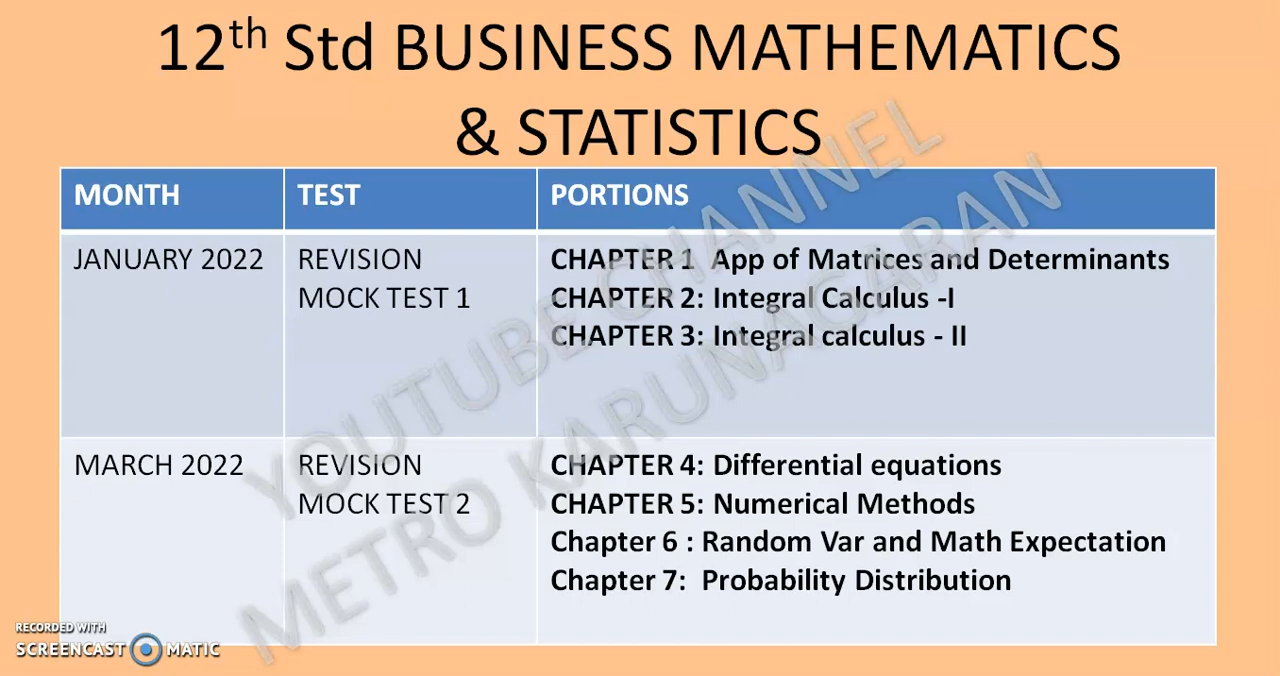 12th Std BUSINESS MATHEMATICS
& STATISTICS
MONTH TEST PORTIONS
JANUARY 2022 REVISION CHAPTER 1 App of Matrices and Determinants
MOCK TEST 1 CHAPTER 2: Integral Calculus -I
CHAPTER 3: Integral calculus - II
MARCH 2022 REVISION CHAPTER 4: Differential equations
MOCK TEST 2 CHAPTER 5: Numerical Methods
Chapter 6 : Random Var and Math Expectation
Chapter 7: Probability Distribution
YOUTUBE CHANNEL
METRO KARUNAGARAN
RECORDED WITH
SCREENCAST MATIC